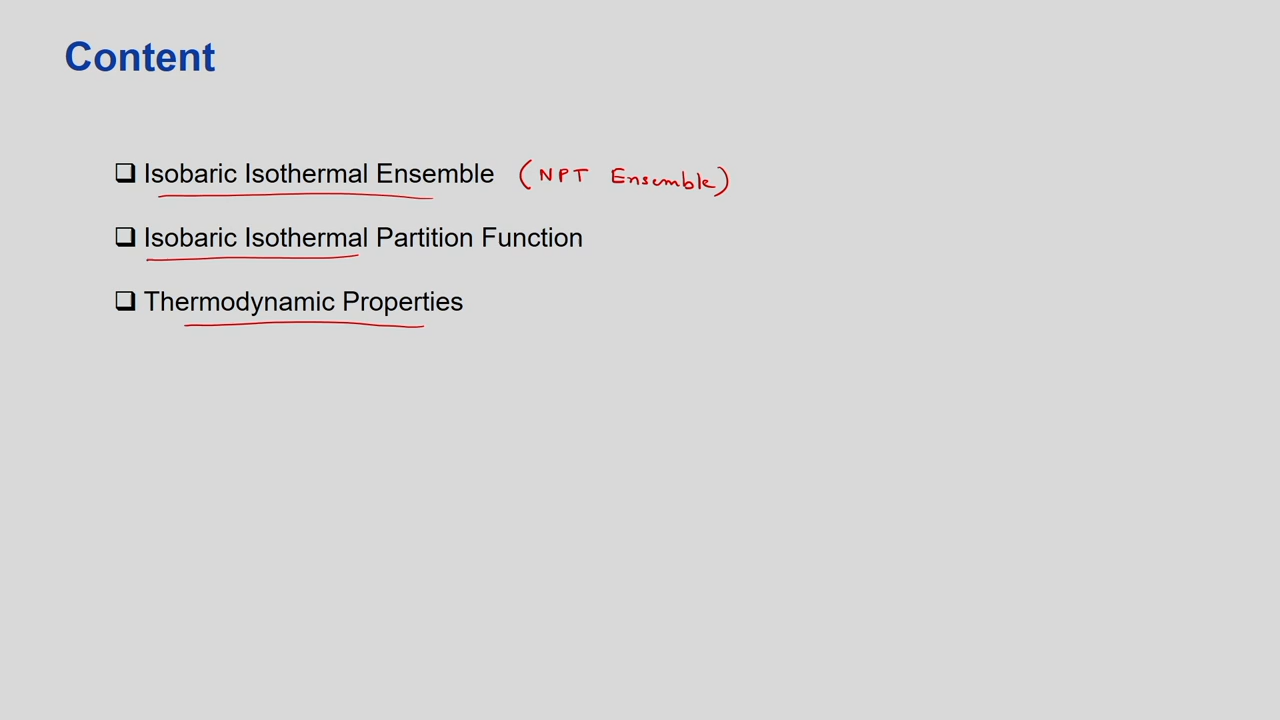 Content
Isobaric Isothermal Ensemble (NPT Ensemble)
Isobaric Isothermal Partition Function
Thermodynamic Properties